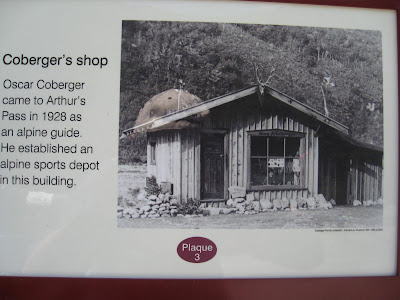 Coberger's shop
Oscar Coberger
came to Arthur's
Pass in 1928 as
an alpine guide.
He established an
alpine sports depot
in this building.
Plaque
3